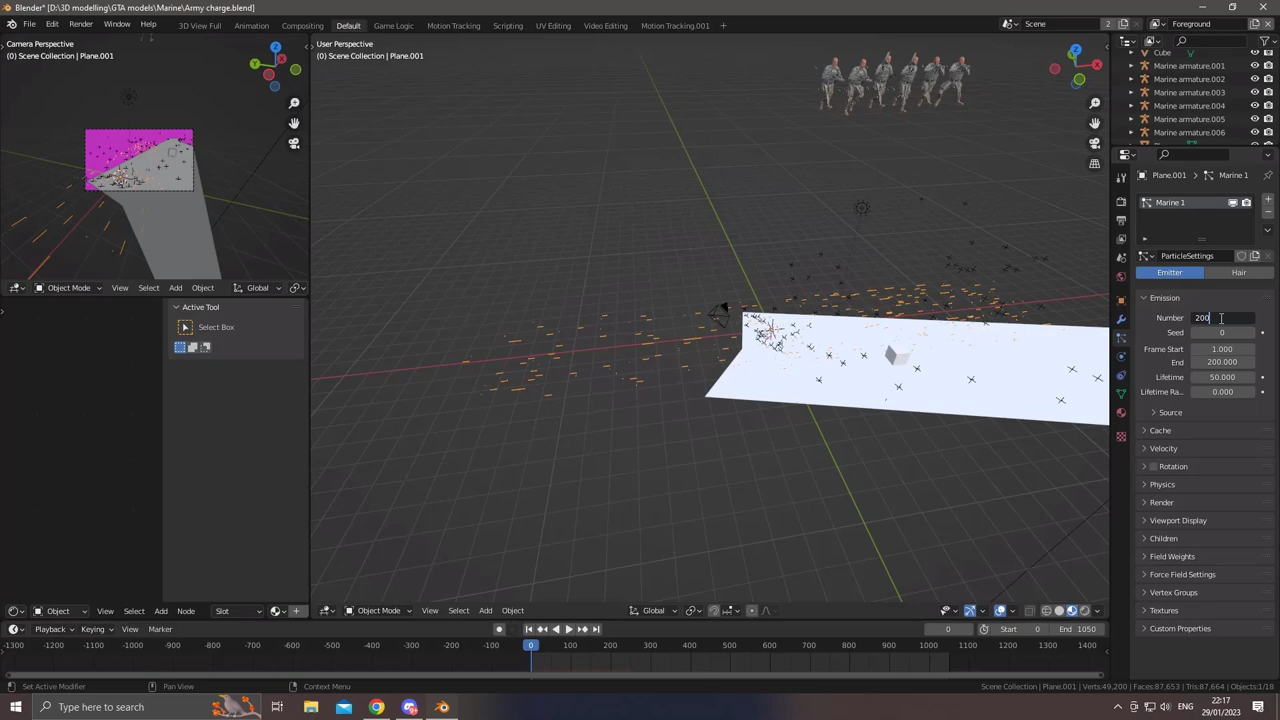 Blender* [D:\3D modelling\GTA models\Marine\Army charge.blend]
File Edit Render Window Help 3D View Full Animation Compositing Default Motion Tracking Game Logic Scripting UV Editing Video Editing Motion Tracking.001 + Scene 2 Foreground
Camera Perspective
(0) Scene Collection | Plane.001
User Perspective
(0) Scene Collection | Plane.001
Cube
Marine armature.001
Marine armature.002
Marine armature.003
Marine armature.004
Marine armature.005
Marine armature.006
Plane.001 Marine 1
Marine 1
ParticleSettings
Emitter Hair
Emission
Number 200
Seed 0
Frame Start 1.000
End 200.000
Lifetime 50.000
Lifetime Ra... 0.000
Source
Cache
Velocity
Rotation
Physics
Render
Viewport Display
Children
Field Weights
Force Field Settings
Vertex Groups
Textures
Custom Properties
Object Mode View Select Add Object Global
Active Tool
Select Box
Object View Select Add Node Slot
Object Mode View Select Add Object Global
Playback Keying View Marker 0 Start 0 End 1050
-1300 -1200 -1100 -1000 -900 -800 -700 -600 -500 -400 -300 -200 -100 0 100 200 300 400 500 600 700 800 900 1000 1100 1200 1300 1400
Set Active Modifier Pan View Context Menu Scene Collection | Plane.001 | Verts:49,200 | Faces:87,653 | Tris:87,664 | Objects:1/18
Type here to search
ENG
22:17
29/01/2023